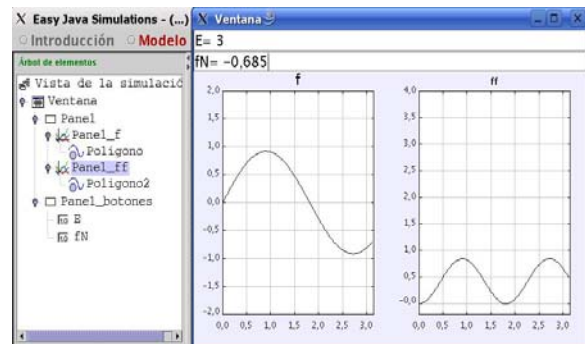 Easy Java Simulations - (...)
Introducción Modelo
Árbol de elementos
Vista de la simulació
Ventana
Panel
Panel_f
Poligono
Panel_ff
Poligono2
Panel_botones
E
fN
Ventana
E= 3
fN= -0,685
f
2,0
1,5
1,0
0,5
0,0
-0,5
-1,0
-1,5
-2,0
0,0 0,5 1,0 1,5 2,0 2,5 3,0
ff
4,0
3,5
3,0
2,5
2,0
1,5
1,0
0,5
-0,0
0,0 0,5 1,0 1,5 2,0 2,5 3,0